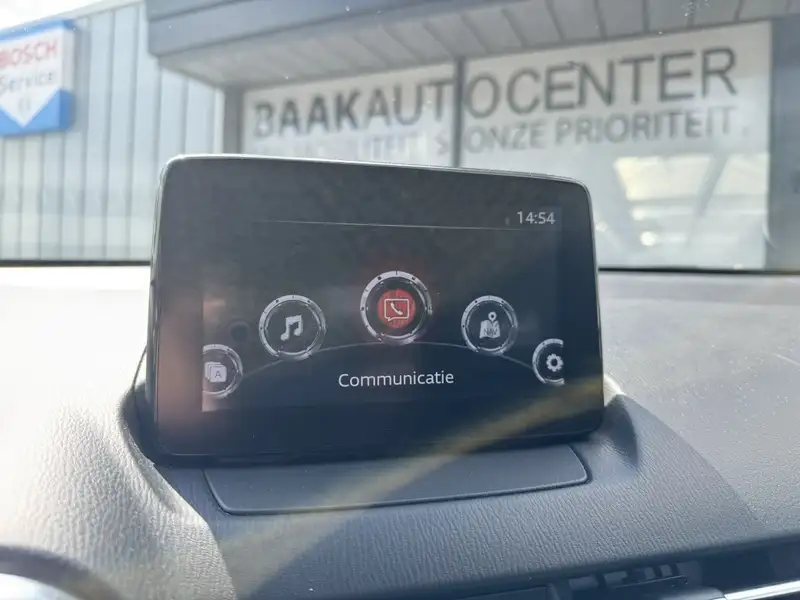 BOSCH
Service
BAAKAUTOCENTER
ONZE PRIORITEIT.
14:54
A
Communicatie